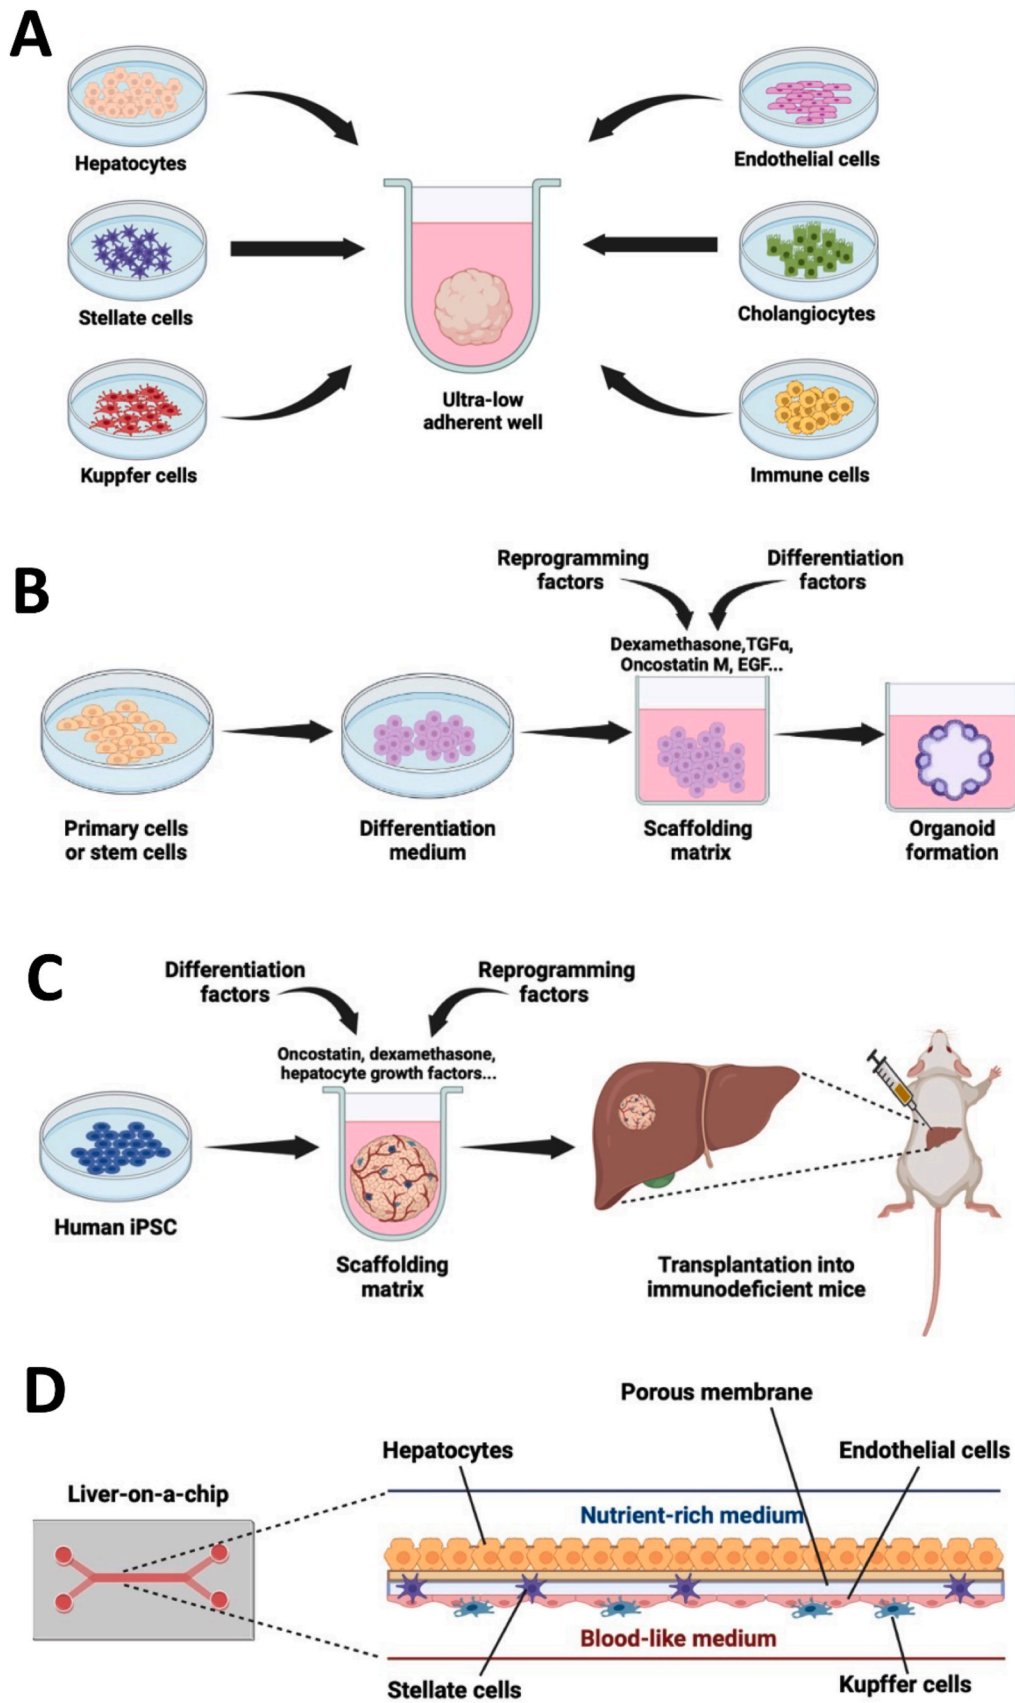 A
Hepatocytes
Endothelial cells
Stellate cells
Cholangiocytes
Ultra-low
adherent well
Kuppfer cells
Immune cells
B
Reprogramming
factors
Differentiation
factors
Dexamethasone,TGFα,
Oncostatin M, EGF...
Primary cells
or stem cells
Differentiation
medium
Scaffolding
matrix
Organoid
formation
C
Differentiation
factors
Reprogramming
factors
Oncostatin, dexamethasone,
hepatocyte growth factors...
Human iPSC
Scaffolding
matrix
Transplantation into
immunodeficient mice
D
Porous membrane
Hepatocytes
Endothelial cells
Liver-on-a-chip
Nutrient-rich medium
Blood-like medium
Stellate cells
Kupffer cells